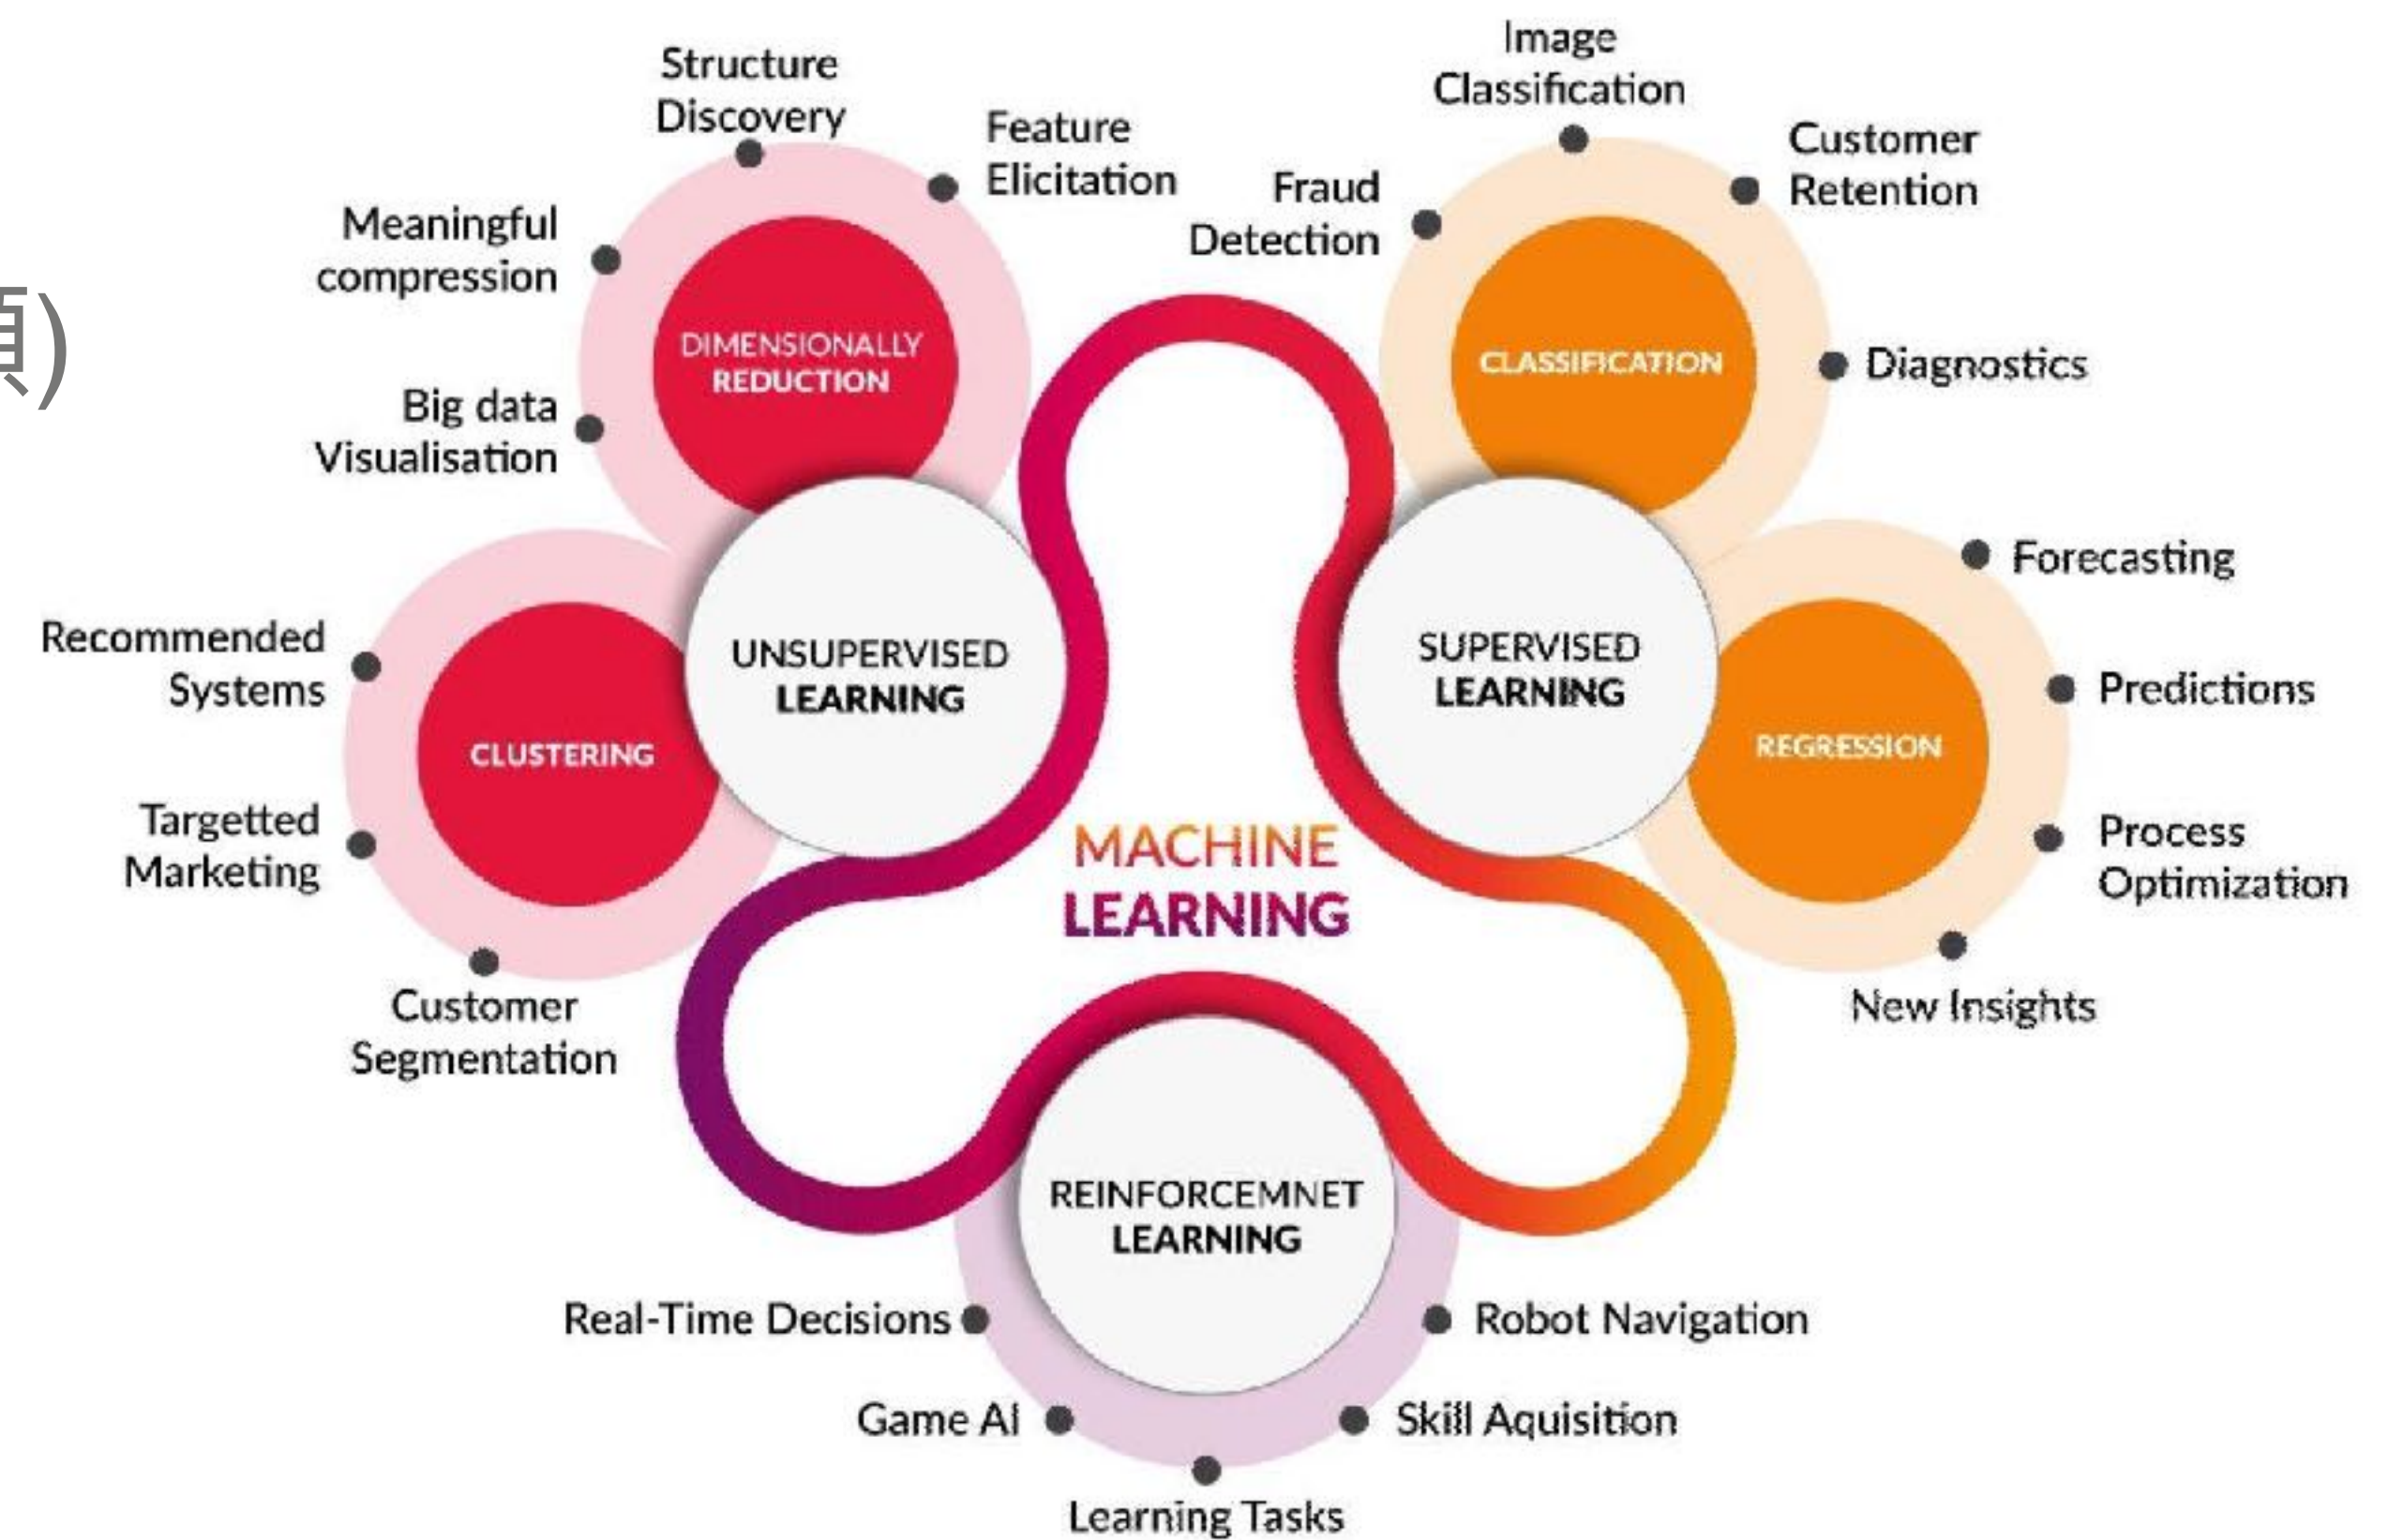 Structure
Discovery
Feature
Elicitation
Meaningful
compression
Big data
Visualisation
DIMENSIONALLY
REDUCTION
Image
Classification
Customer
Retention
Fraud
Detection
Diagnostics
CLASSIFICATION
類)
Recommended
Systems
Targetted
Marketing
Customer
Segmentation
CLUSTERING
UNSUPERVISED
LEARNING
SUPERVISED
LEARNING
Forecasting
Predictions
Process
Optimization
New Insights
REGRESSION
MACHINE
LEARNING
REINFORCEMNET
LEARNING
Real-Time Decisions
Game AI
Learning Tasks
Skill Aquisition
Robot Navigation